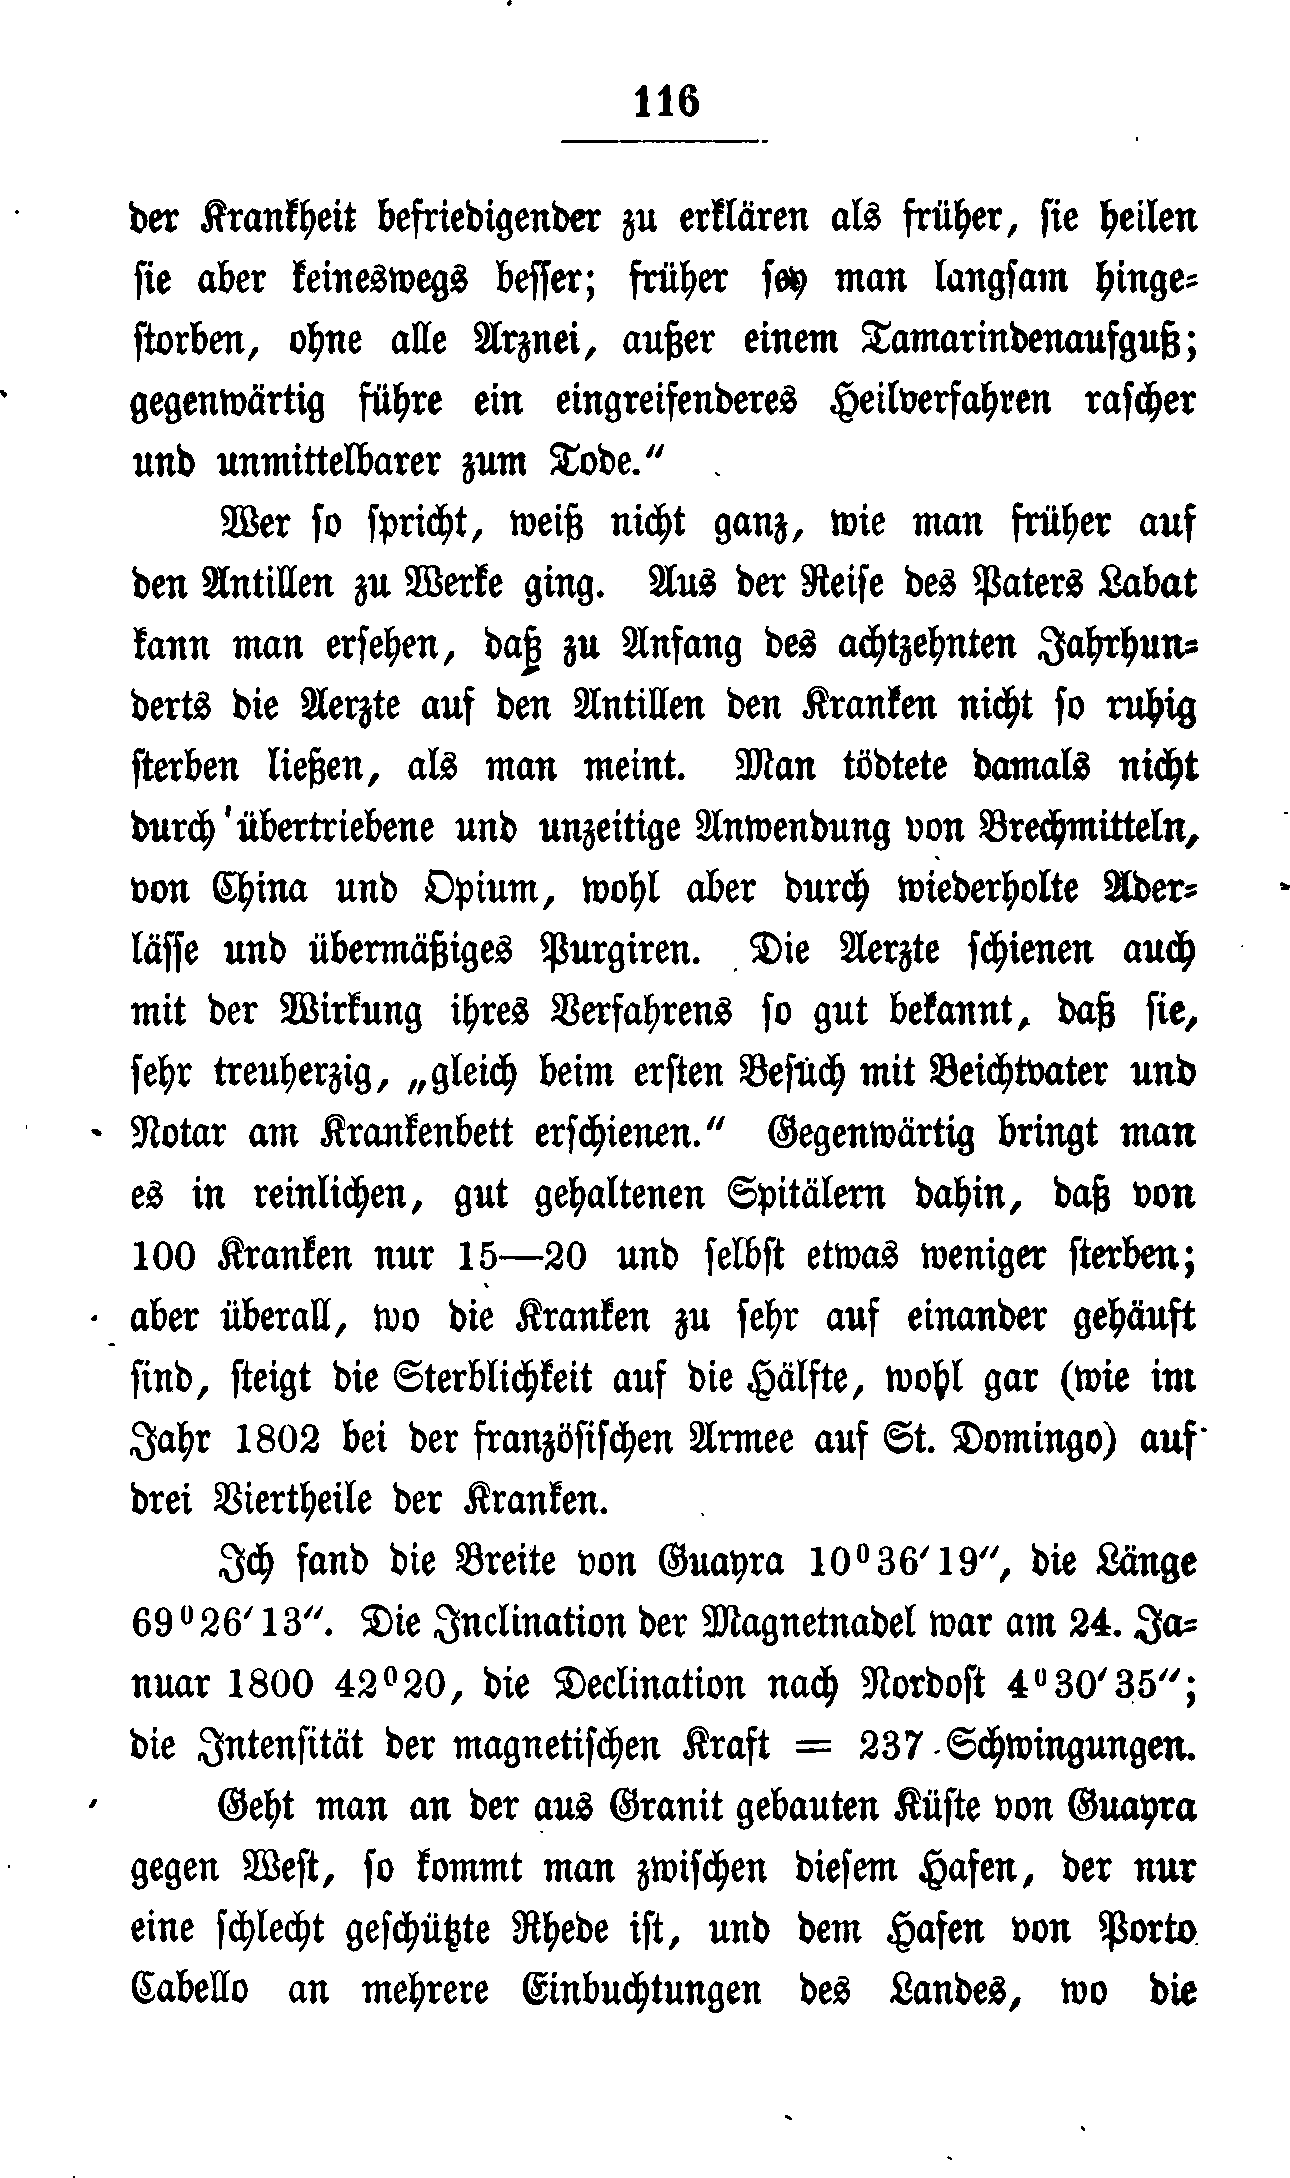 116
der Krankheit befriedigender zu erklären als früher, sie heilen
sie aber keineswegs besser; früher sey man langsam hinge-
storben, ohne alle Arznei, außer einem Tamarindenaufguß;
gegenwärtig führe ein eingreifenderes Heilverfahren rascher
und unmittelbarer zum Tode."
Wer so spricht, weiß nicht ganz, wie man früher auf
den Antillen zu Werke ging. Aus der Reise des Paters Labat
kann man ersehen, daß zu Anfang des achtzehnten Jahrhun-
derts die Aerzte auf den Antillen den Kranken nicht so ruhig
sterben ließen, als man meint. Man tödtete damals nicht
durch übertriebene und unzeitige Anwendung von Brechmitteln,
von China und Opium, wohl aber durch wiederholte Ader-
lässe und übermäßiges Purgiren. Die Aerzte schienen auch
mit der Wirkung ihres Verfahrens so gut bekannt, daß sie,
sehr treuherzig, „gleich beim ersten Besuch mit Beichtvater und
Notar am Krankenbett erschienen." Gegenwärtig bringt man
es in reinlichen, gut gehaltenen Spitälern dahin, daß von
100 Kranken nur 15—20 und selbst etwas weniger sterben;
aber überall, wo die Kranken zu sehr auf einander gehäuft
sind, steigt die Sterblichkeit auf die Hälfte, wohl gar (wie im
Jahr 1802 bei der französischen Armee auf St. Domingo) auf
drei Viertheile der Kranken.
Ich fand die Breite von Guayra 10° 36′ 19″, die Länge
69° 26′ 13″. Die Inclination der Magnetnadel war am 24. Ja-
nuar 1800 42° 20, die Declination nach Nordost 4° 30′ 35″;
die Intensität der magnetischen Kraft = 237 Schwingungen.
Geht man an der aus Granit gebauten Küste von Guayra
gegen West, so kommt man zwischen diesem Hafen, der nur
eine schlecht geschützte Rhede ist, und dem Hafen von Porto
Cabello an mehrere Einbuchtungen des Landes, wo die